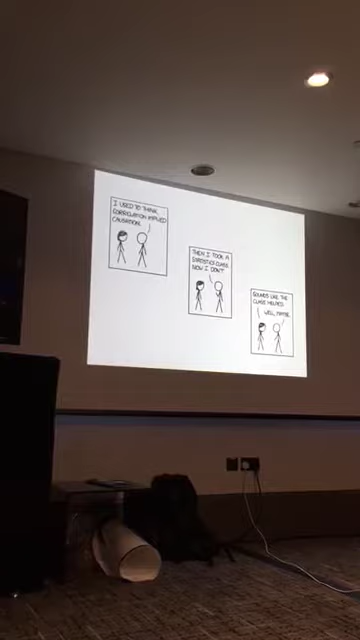 I USED TO THINK
CORRELATION IMPLIED
CAUSATION.
THEN I TOOK A
STATISTICS CLASS.
NOW I DON'T.
SOUNDS LIKE THE
CLASS HELPED.
WELL, MAYBE.